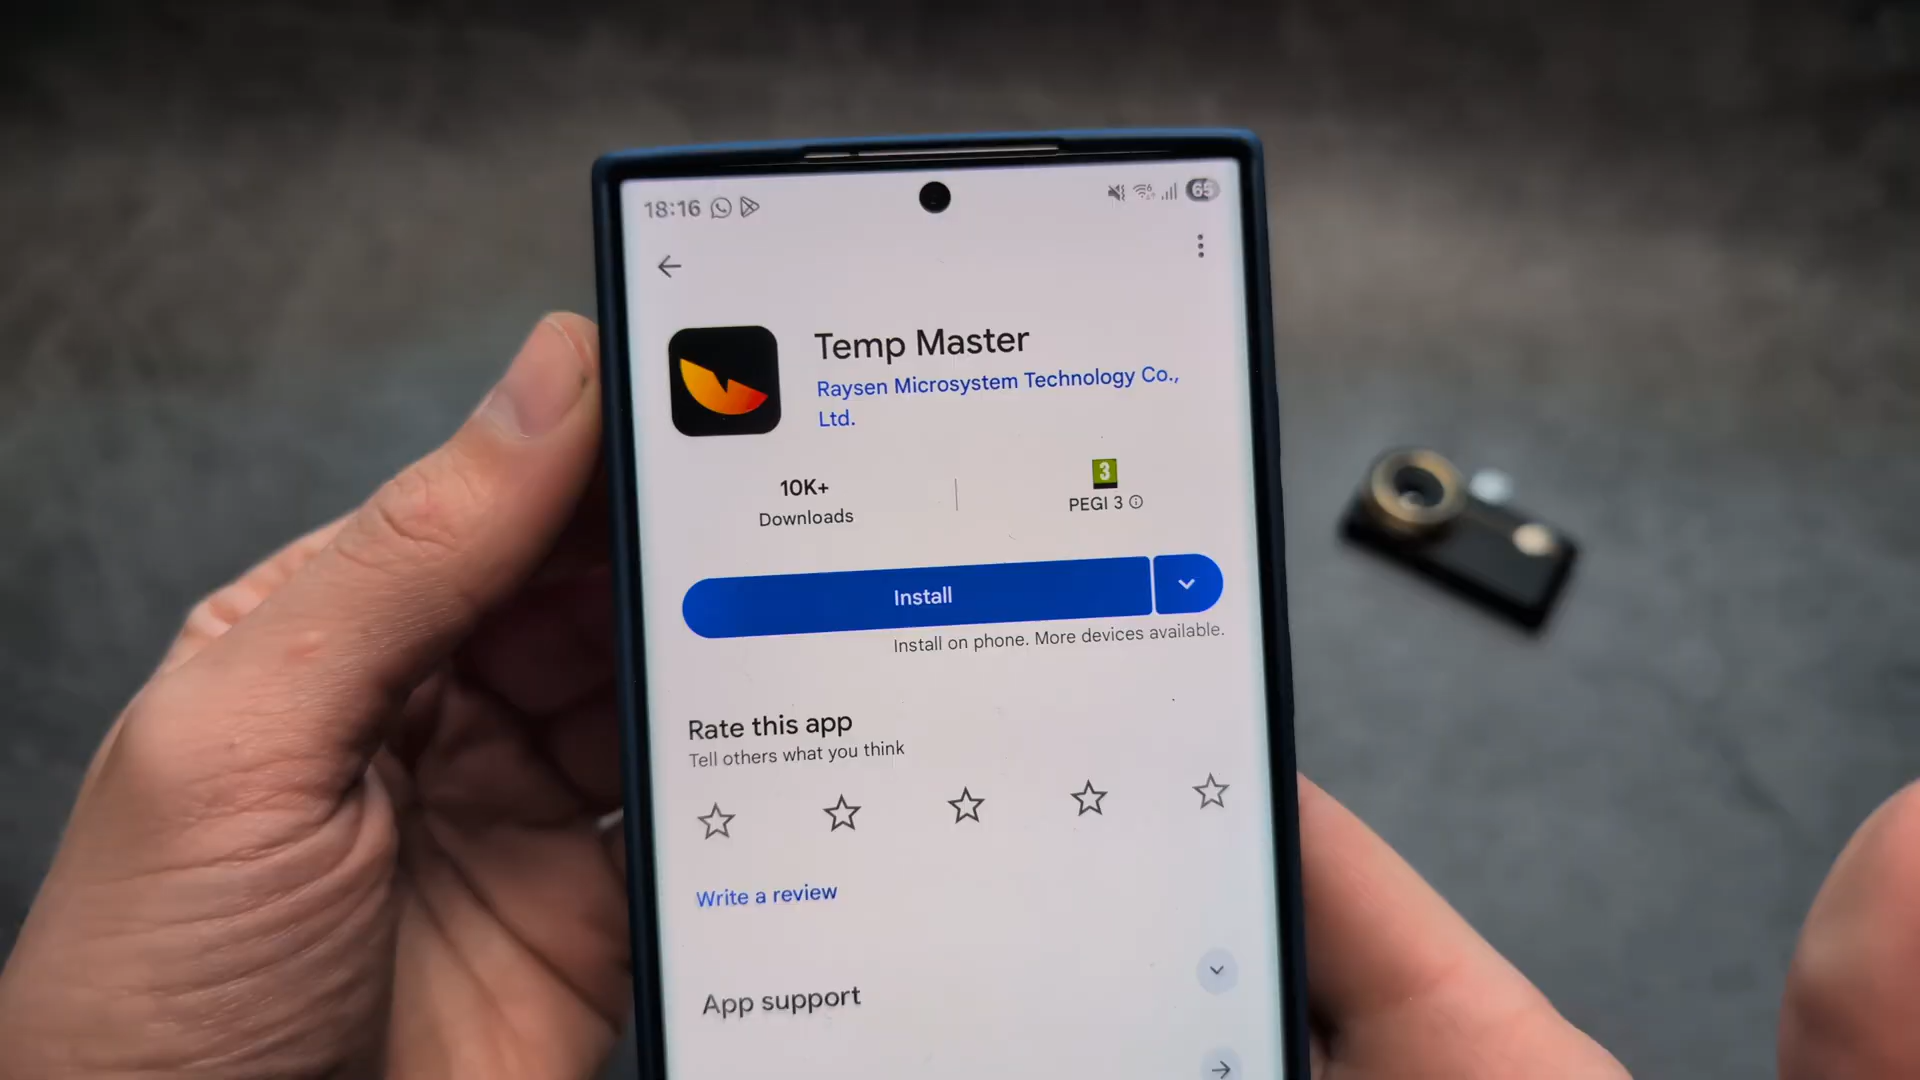 18:16
65
Temp Master
Raysen Microsystem Technology Co.,
Ltd.
10K+
Downloads
3
PEGI 3
Install
Install on phone. More devices available.
Rate this app
Tell others what you think
Write a review
App support